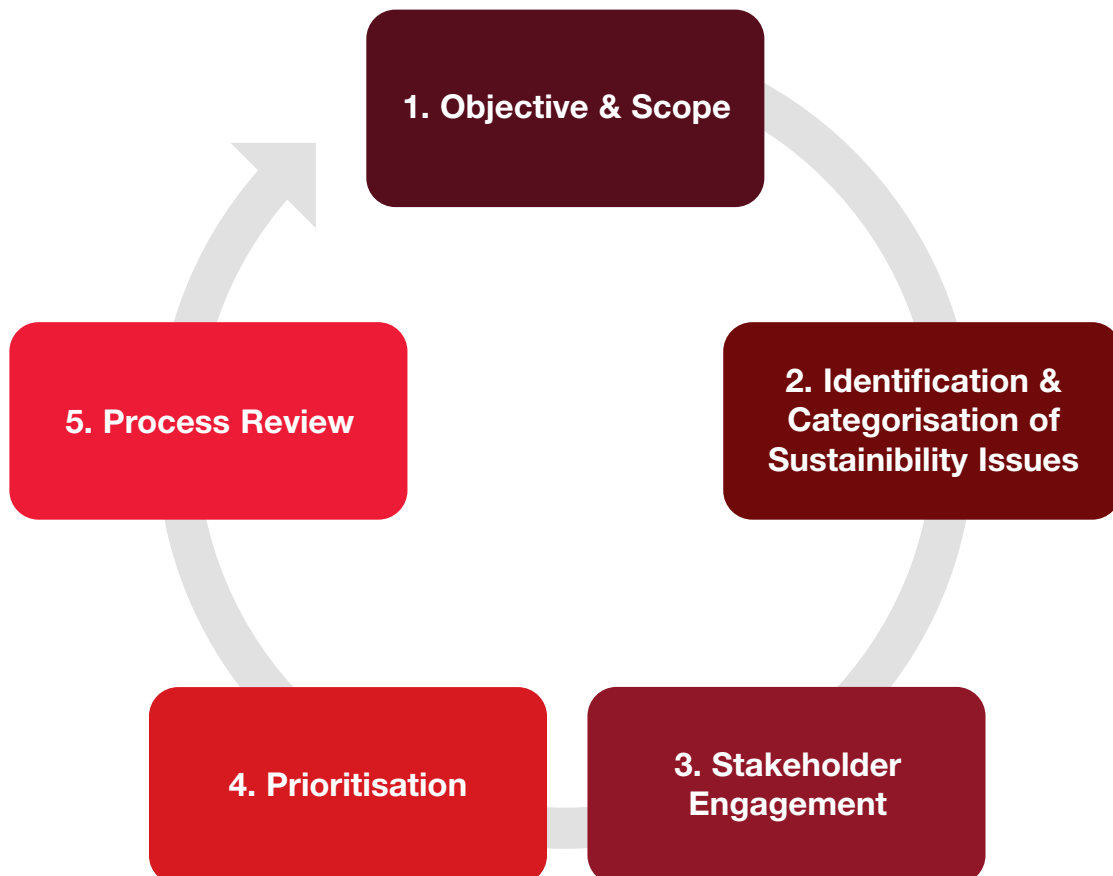 1. Objective & Scope
2. Identification &
Categorisation of
Sustainibility Issues
3. Stakeholder
Engagement
4. Prioritisation
5. Process Review